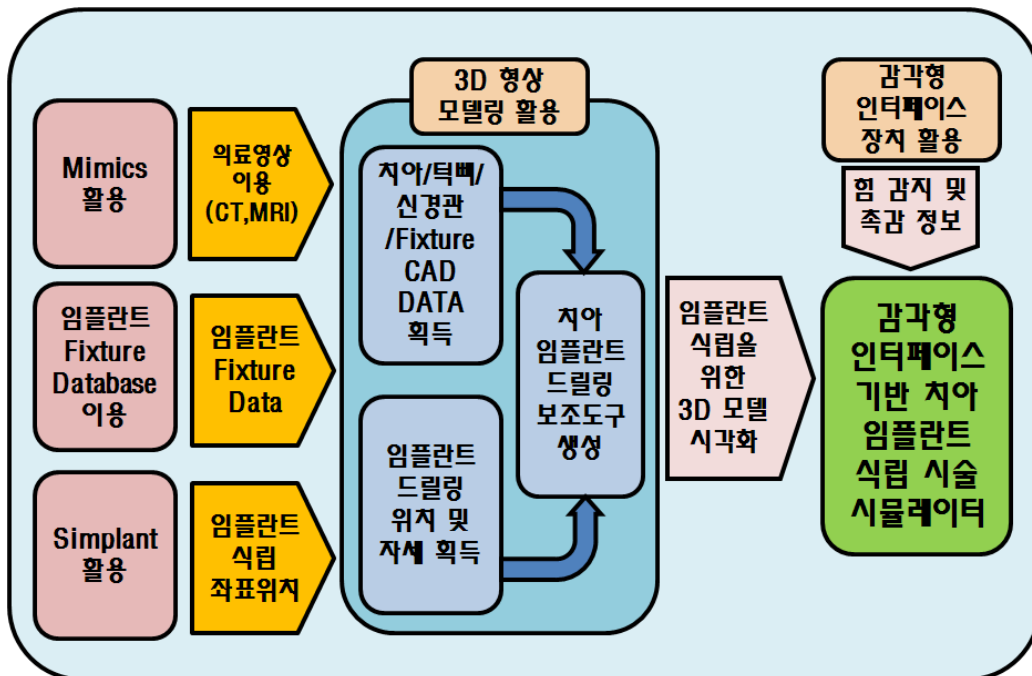 Mimics
활용
의료영상
이용
(CT,MRI)
임플란트
Fixture
Database
이용
임플란트
Fixture
Data
Simplant
활용
임플란트
식립
좌표위치
3D 형상
모델링 활용
치아/턱뼈/
신경관
/Fixture
CAD
DATA
획득
임플란트
드릴링
위치 및
자세 획득
치아
임플란트
드릴링
보조도구
생성
임플란트
식립을
위한
3D 모델
시각화
감각형
인터페이스
장치 활용
힘 감지 및
촉감 정보
감각형
인터페이스
기반 치아
임플란트
식립 시술
시뮬레이터